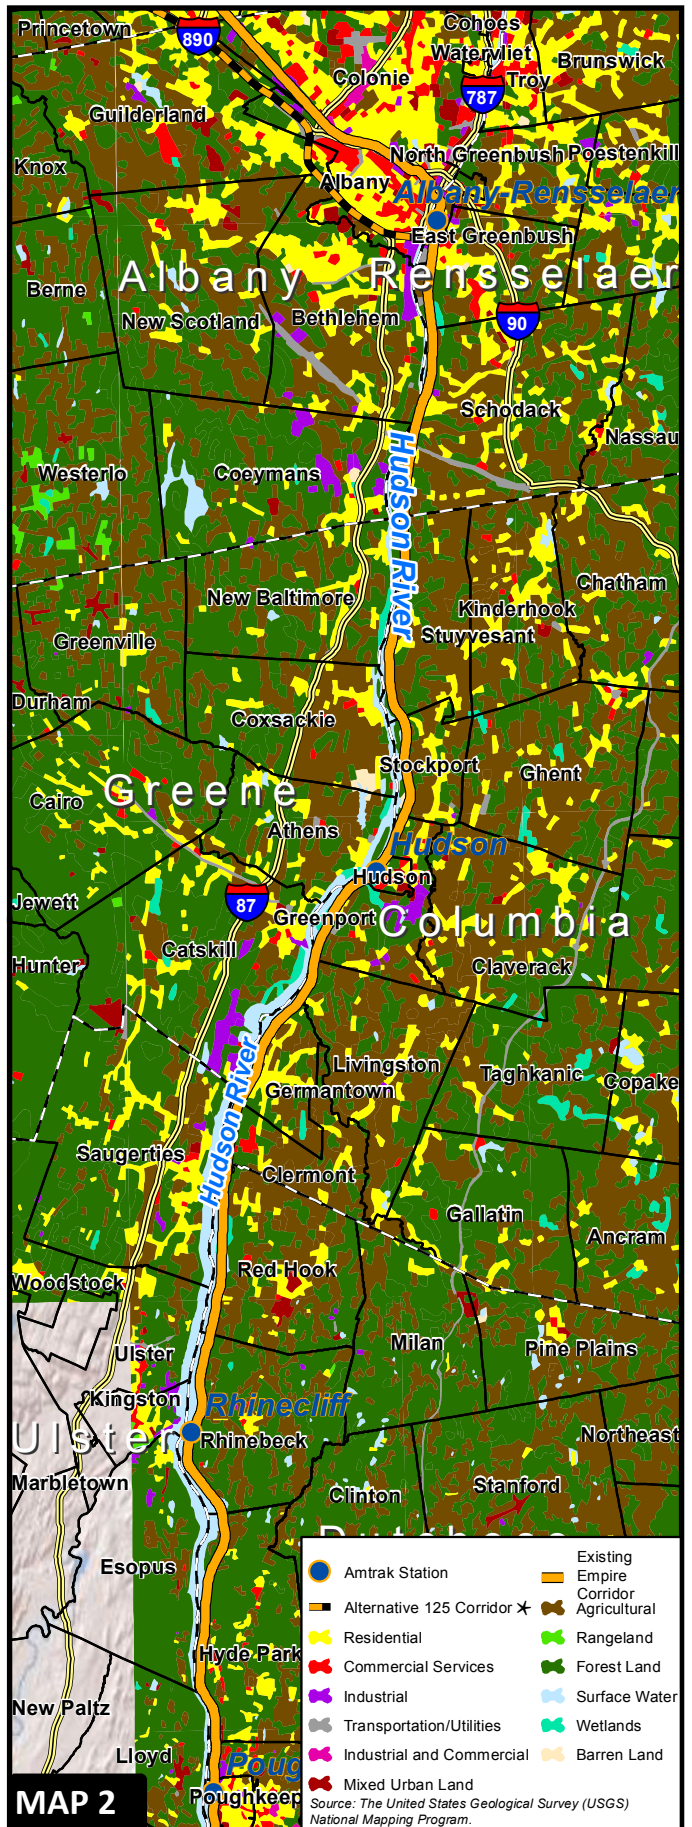 Princetown
890
Cohoes
Watervliet
Brunswick
Colonie
Troy
787
Guilderland
North Greenbush
Poestenkill
Knox
Albany
Albany-Rensselaer
East Greenbush
Albany
Rensselaer
Berne
New Scotland
Bethlehem
90
Schodack
Nassau
Westerlo
Coeymans
Hudson River
Chatham
New Baltimore
Kinderhook
Stuyvesant
Greenville
Durham
Coxsackie
Stockport
Ghent
Greene
Cairo
Athens
Hudson
Hudson
Jewett
87
Greenport
Columbia
Catskill
Hunter
Claverack
Hudson River
Livingston
Taghkanic
Copake
Germantown
Saugerties
Clermont
Gallatin
Ancram
Red Hook
Woodstock
Milan
Pine Plains
Ulster
Kingston
Rhinecliff
Ulster
Rhinebeck
Northeast
Marbletown
Clinton
Stanford
Esopus
Hyde Park
New Paltz
Lloyd
Poug
Poughkeep
MAP 2
Amtrak Station
Existing
Empire
Corridor
Alternative 125 Corridor
Agricultural
Residential
Rangeland
Commercial Services
Forest Land
Industrial
Surface Water
Transportation/Utilities
Wetlands
Industrial and Commercial
Barren Land
Mixed Urban Land
Source: The United States Geological Survey (USGS)
National Mapping Program.